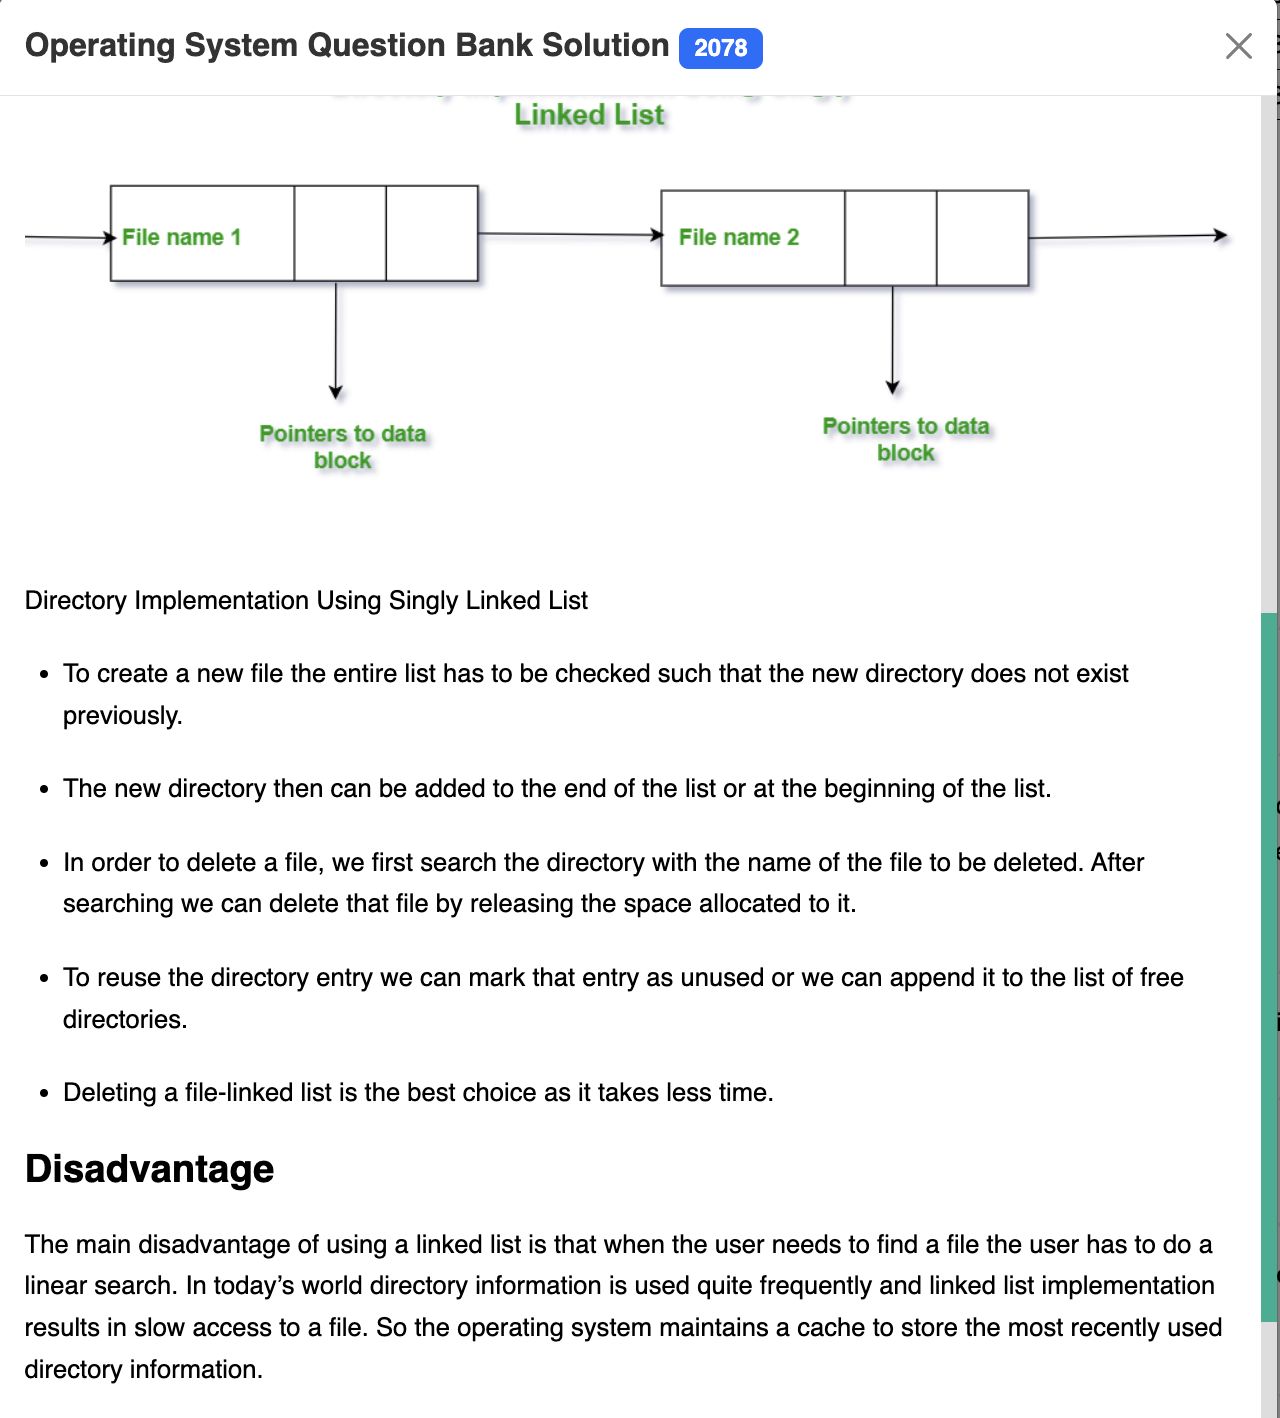 Operating System Question Bank Solution 2078
Linked List
File name 1
File name 2
Pointers to data
block
Pointers to data
block
Directory Implementation Using Singly Linked List
• To create a new file the entire list has to be checked such that the new directory does not exist
previously.
• The new directory then can be added to the end of the list or at the beginning of the list.
• In order to delete a file, we first search the directory with the name of the file to be deleted. After
searching we can delete that file by releasing the space allocated to it.
• To reuse the directory entry we can mark that entry as unused or we can append it to the list of free
directories.
• Deleting a file-linked list is the best choice as it takes less time.
Disadvantage
The main disadvantage of using a linked list is that when the user needs to find a file the user has to do a
linear search. In today’s world directory information is used quite frequently and linked list implementation
results in slow access to a file. So the operating system maintains a cache to store the most recently used
directory information.